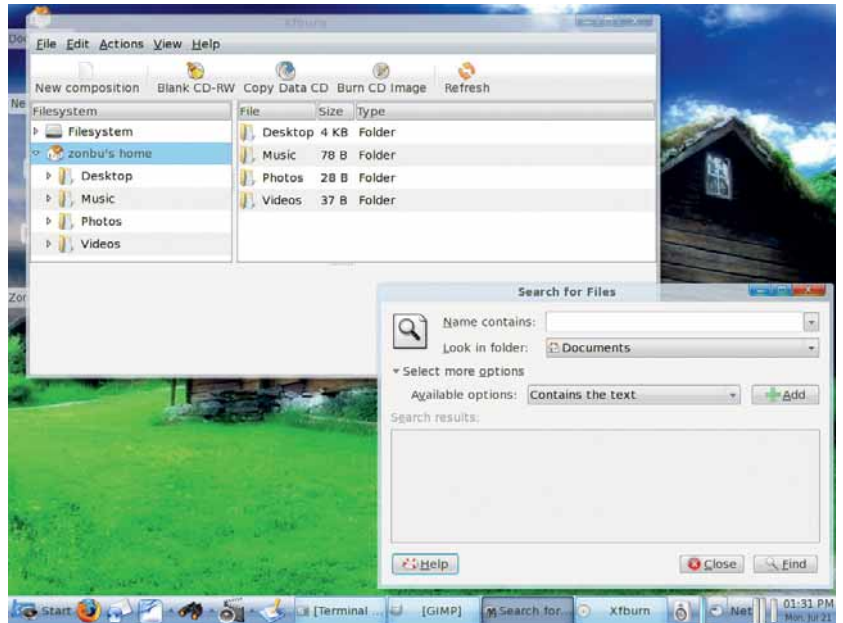 Xfburn
File Edit Actions View Help
New composition Blank CD-RW Copy Data CD Burn CD Image Refresh
Filesystem
Filesystem
zonbu's home
Desktop
Music
Photos
Videos
File Size Type
Desktop 4 KB Folder
Music 78 B Folder
Photos 28 B Folder
Videos 37 B Folder
Search for Files
Name contains:
Look in folder: Documents
Select more options
Available options: Contains the text Add
Search results:
Help Close Find
Start [Terminal ... [GIMP] Search for... Xfburn Net 01:31 PM
Mon, Jul 21